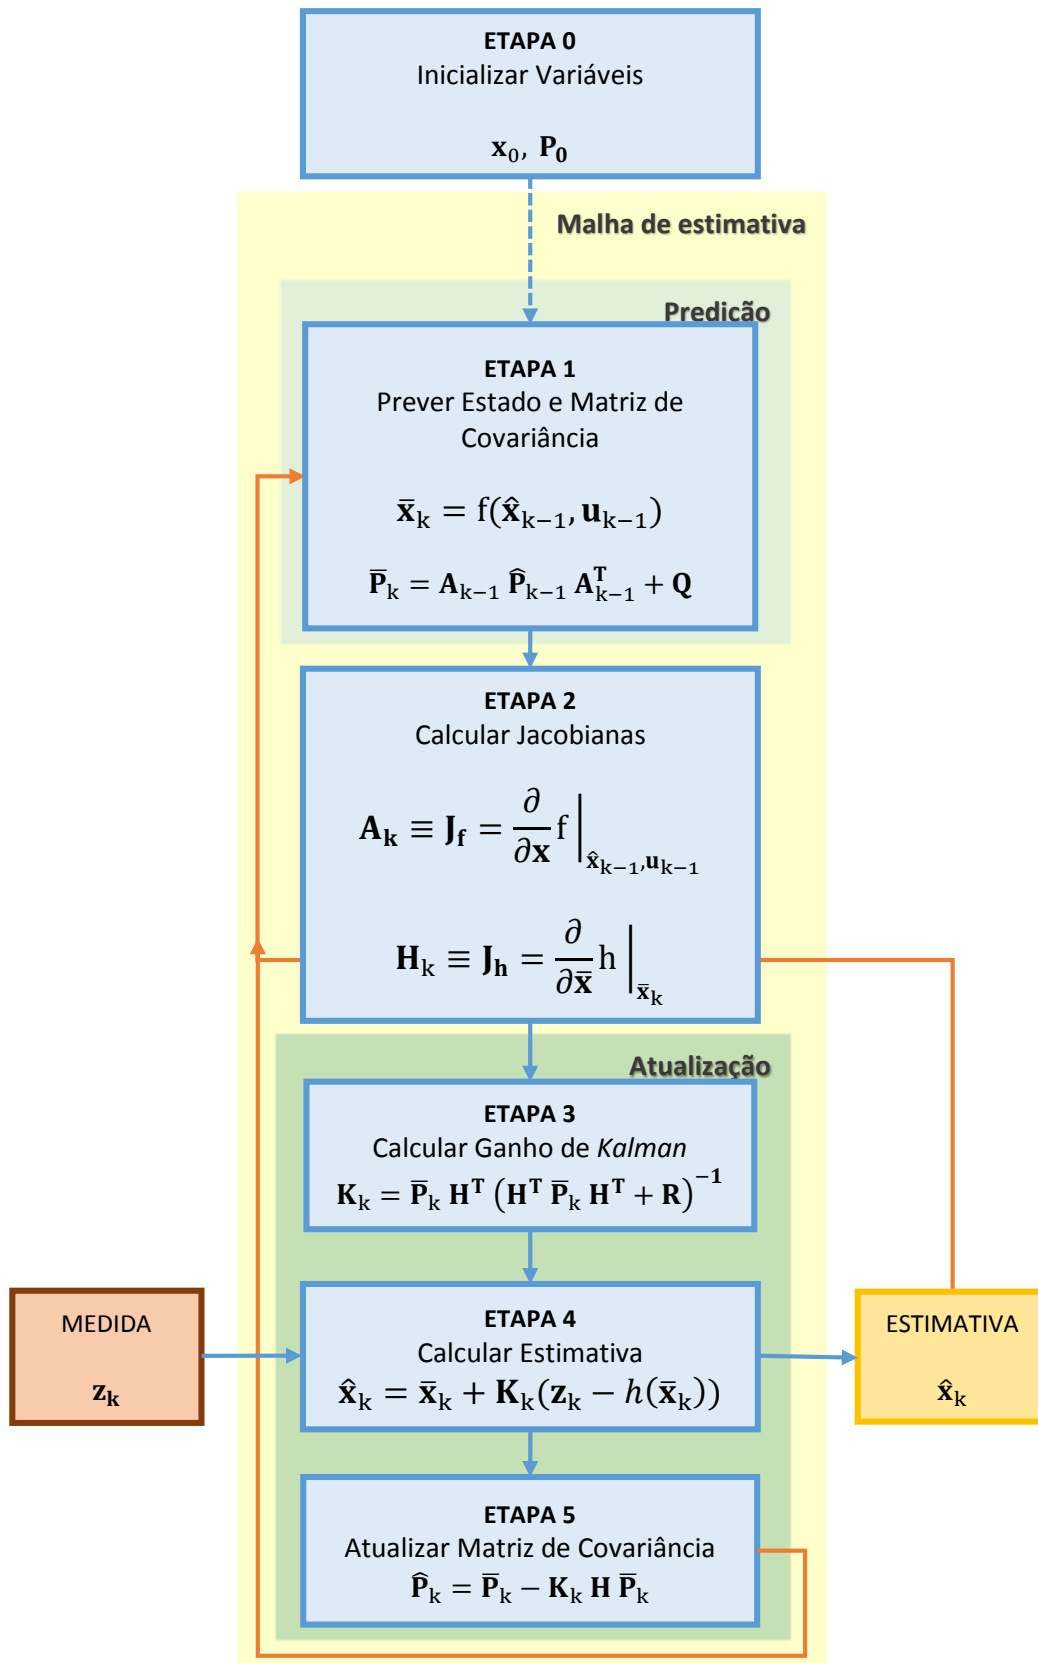 ETAPA 0
Inicializar Variáveis
x₀, P₀
Malha de estimativa
Predição
ETAPA 1
Prever Estado e Matriz de
Covariância
x̄ₖ = f(x̂ₖ₋₁, uₖ₋₁)
P̄ₖ = Aₖ₋₁ P̂ₖ₋₁ Aᵀₖ₋₁ + Q
ETAPA 2
Calcular Jacobianas
Aₖ ≡ J_f = ∂/∂x f |_x̂ₖ₋₁,uₖ₋₁
Hₖ ≡ J_h = ∂/∂x̄ h |_x̄ₖ
Atualização
ETAPA 3
Calcular Ganho de Kalman
Kₖ = P̄ₖ Hᵀ (Hᵀ P̄ₖ Hᵀ + R)⁻¹
MEDIDA
zₖ
ETAPA 4
Calcular Estimativa
x̂ₖ = x̄ₖ + Kₖ(zₖ − h(x̄ₖ))
ESTIMATIVA
x̂ₖ
ETAPA 5
Atualizar Matriz de Covariância
P̂ₖ = P̄ₖ − Kₖ H P̄ₖ